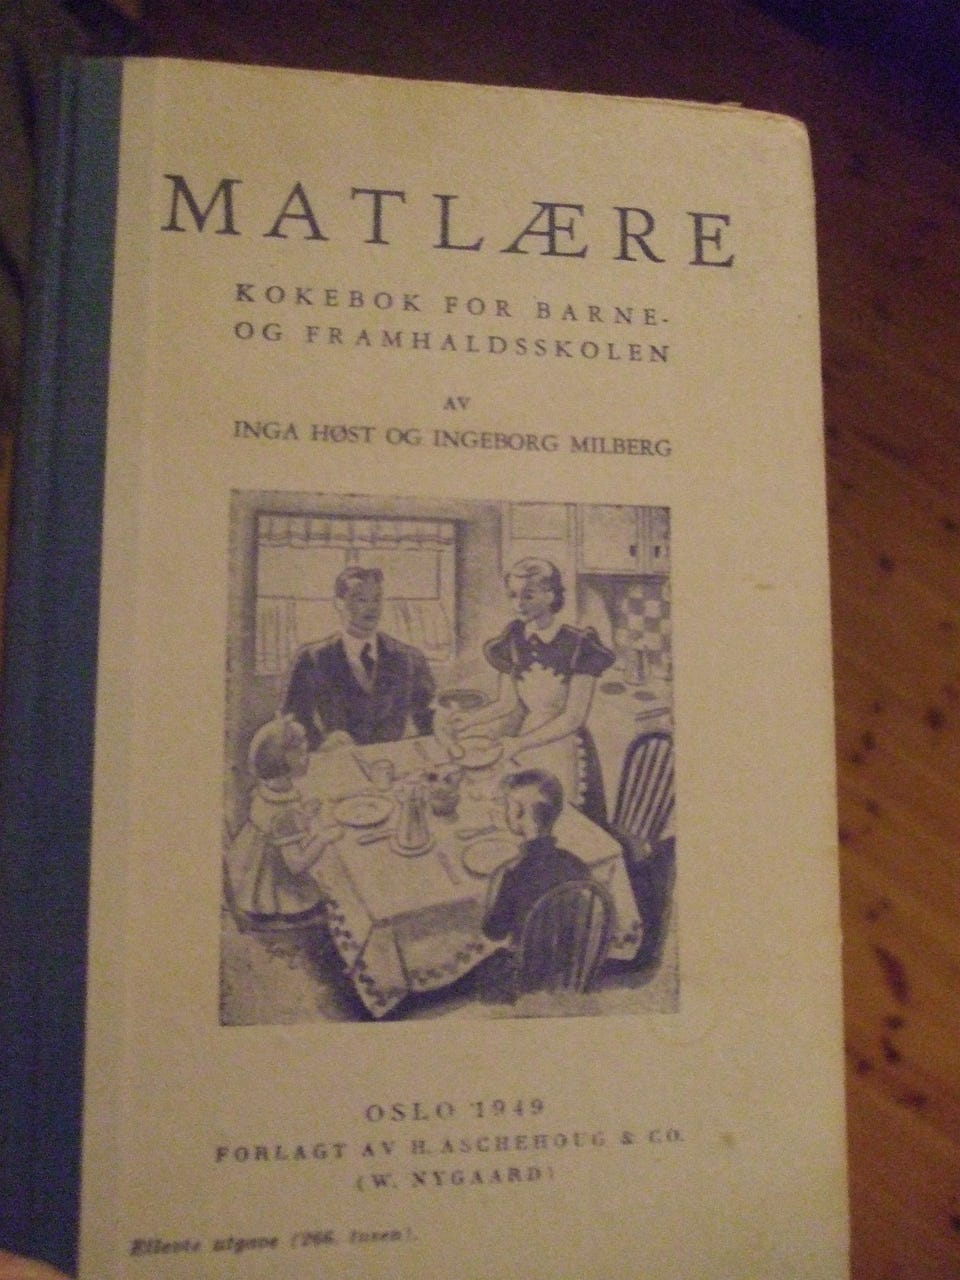 MATLÆRE
KOKEBOK FOR BARNE-
OG FRAMHALDSSKOLEN
AV
INGA HØST OG INGEBORG MILBERG
OSLO 1949
FORLAGT AV H. ASCHEHOUG & CO.
(W. NYGAARD)
Ellevte utgave (266. tusen).